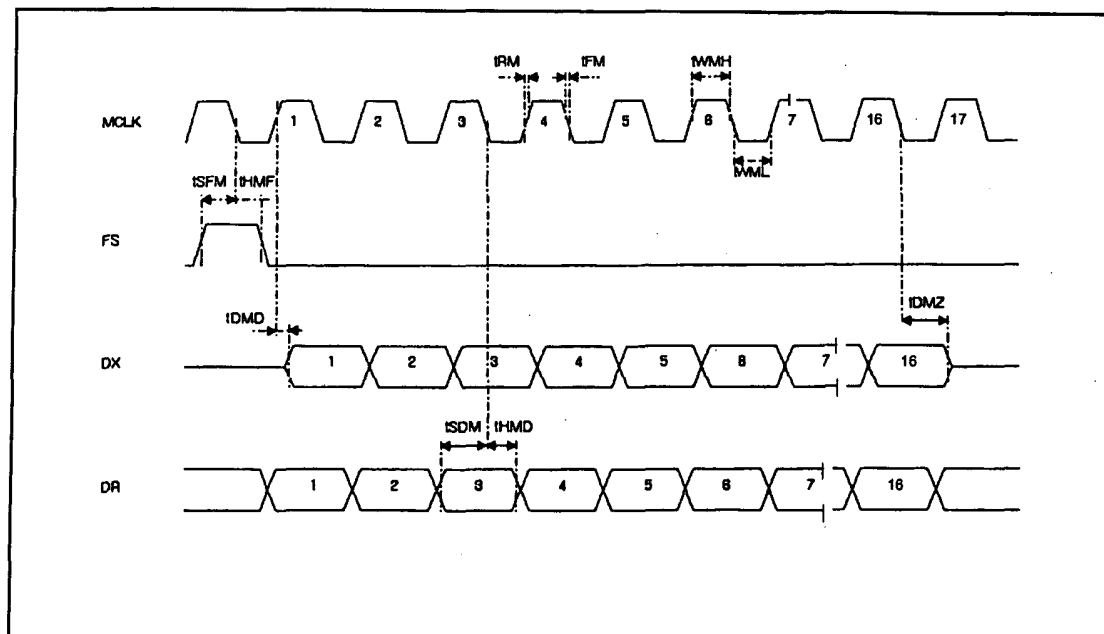 tRM tFM tWMH
MCLK 1 2 3 4 5 6 7 16 17
tSFM tHMF tWML
FS
tDMD tDMZ
DX 1 2 3 4 5 6 7 16
tSDM tHMD
DR 1 2 3 4 5 6 7 16